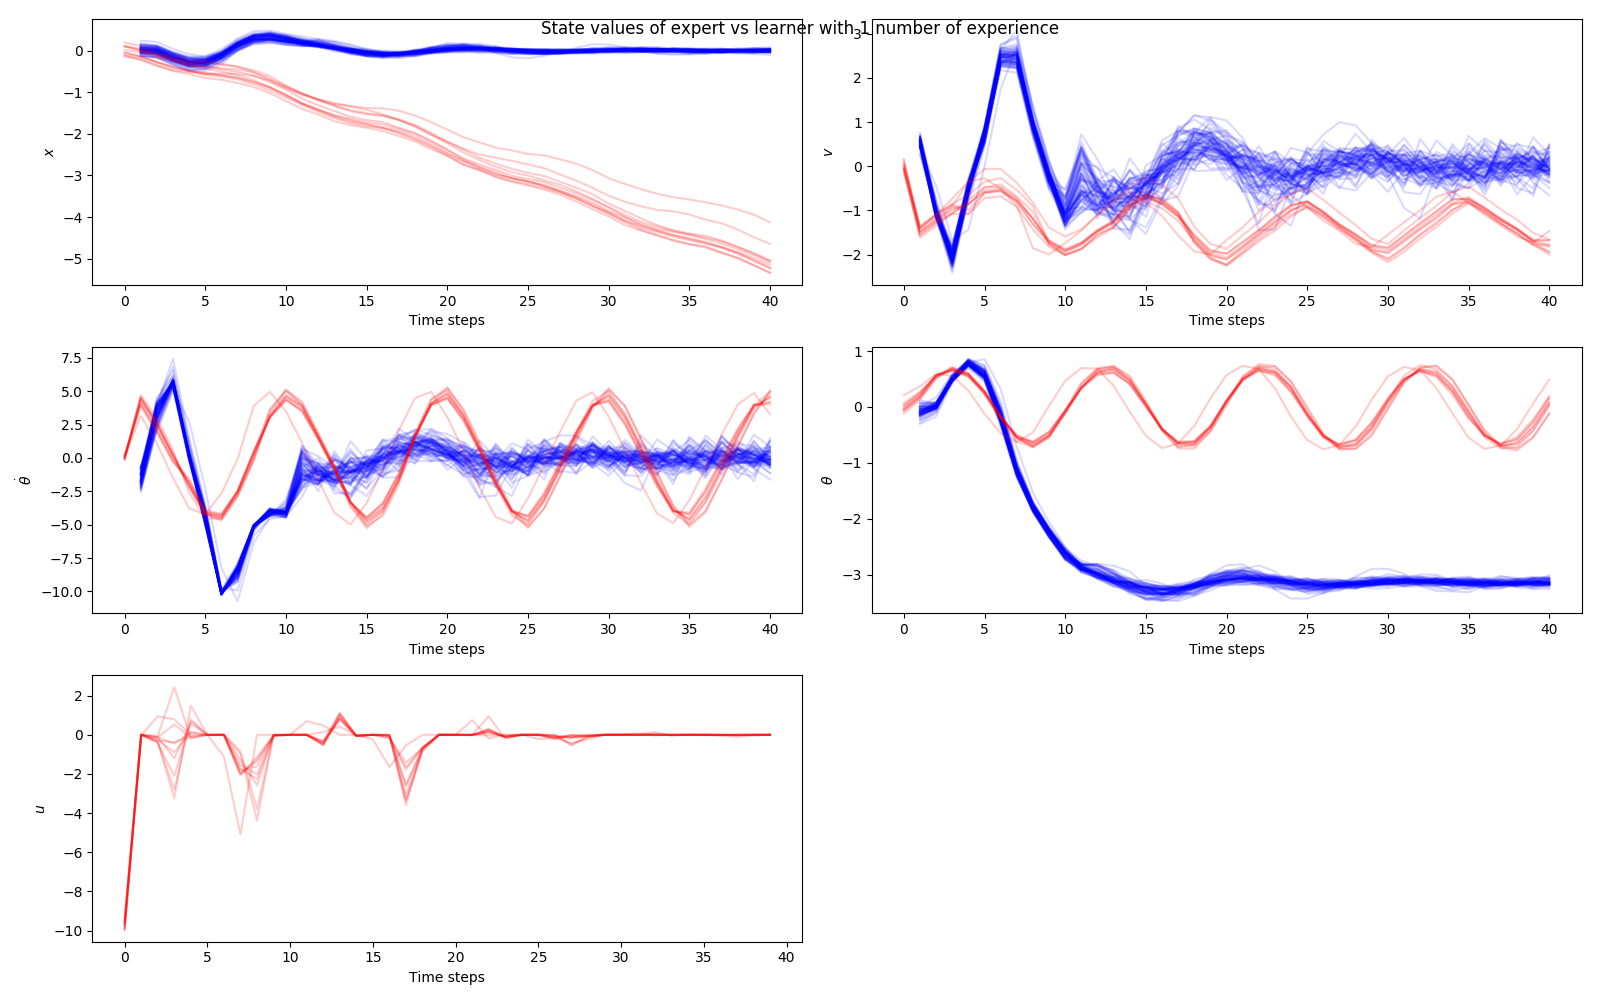 State values of expert vs learner with 1 number of experience
0
−1
−2
−3
−4
−5
x
0 5 10 15 20 25 30 35 40
Time steps
3
2
1
0
−1
−2
v
0 5 10 15 20 25 30 35 40
Time steps
7.5
5.0
2.5
0.0
−2.5
−5.0
−7.5
−10.0
θ̇
0 5 10 15 20 25 30 35 40
Time steps
1
0
−1
−2
−3
θ
0 5 10 15 20 25 30 35 40
Time steps
2
0
−2
−4
−6
−8
−10
u
0 5 10 15 20 25 30 35 40
Time steps